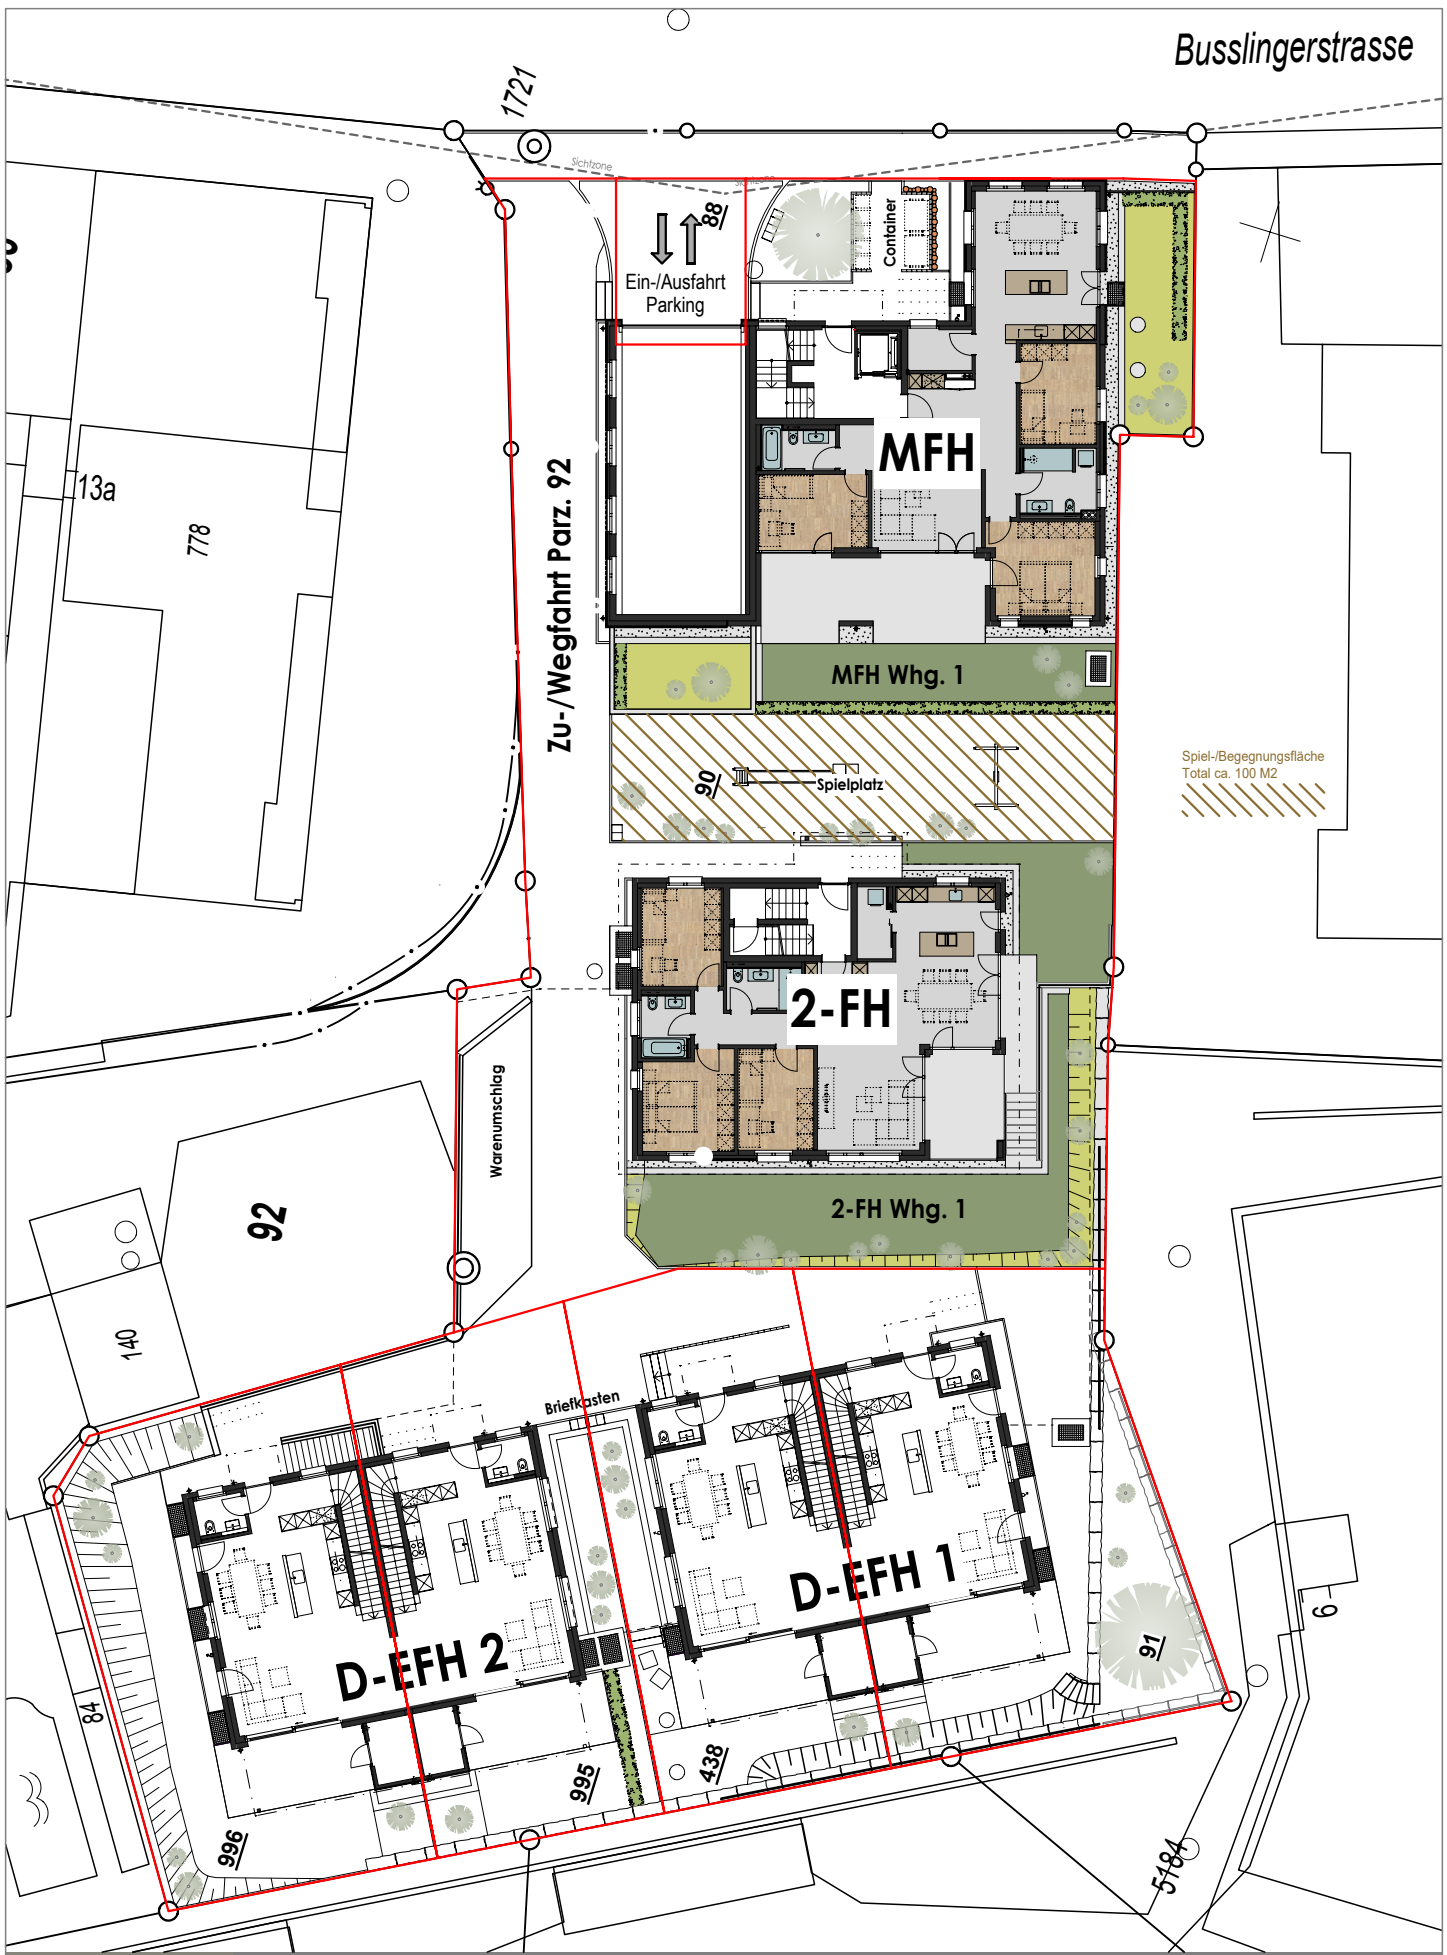 Busslingerstrasse
1721
Sichtzone
Sichtzone
88
Container
Ein-/Ausfahrt
Parking
MFH
13a
778
Zu-/Wegfahrt Parz. 92
MFH Whg. 1
90
Spielplatz
Spiel-/Begegnungsfläche
Total ca. 100 M2
2-FH
Warenumschlag
92
2-FH Whg. 1
140
Briefkasten
D-EFH 1
D-EFH 2
6
91
84
995
438
996
5184